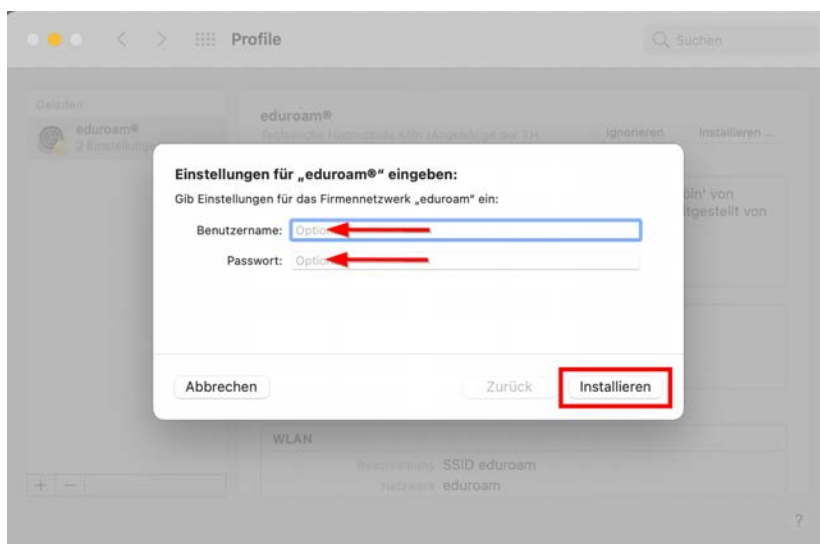 Profile
Suchen
Geladen
eduroam®
2 Einstellungen
eduroam®
Technische Hochschule Köln (Angehörige der TH
Ignorieren
Installieren ...
öln' von
itgestellt von
Einstellungen für „eduroam®" eingeben:
Gib Einstellungen für das Firmennetzwerk „eduroam" ein:
Benutzername:
Passwort:
Abbrechen
Zurück
Installieren
WLAN
Beschreibung SSID eduroam
Netzwerk eduroam
+ −
?